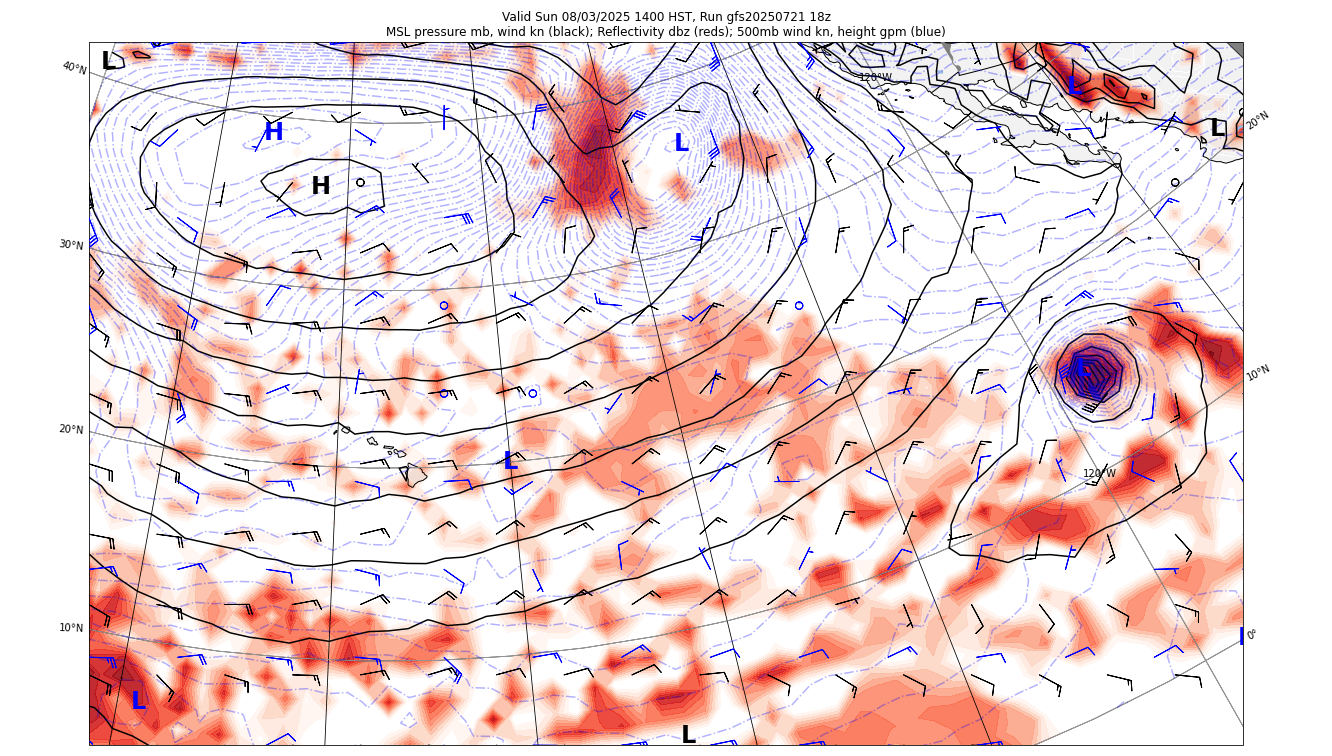 Valid Sun 08/03/2025 1400 HST, Run gfs20250721 18z
MSL pressure mb, wind kn (black); Reflectivity dbz (reds); 500mb wind kn, height gpm (blue)
L
40°N
120°W
L
L
20°N
H
L
H
30°N
10°N
20°N
L
120°W
10°N
0°
L
L